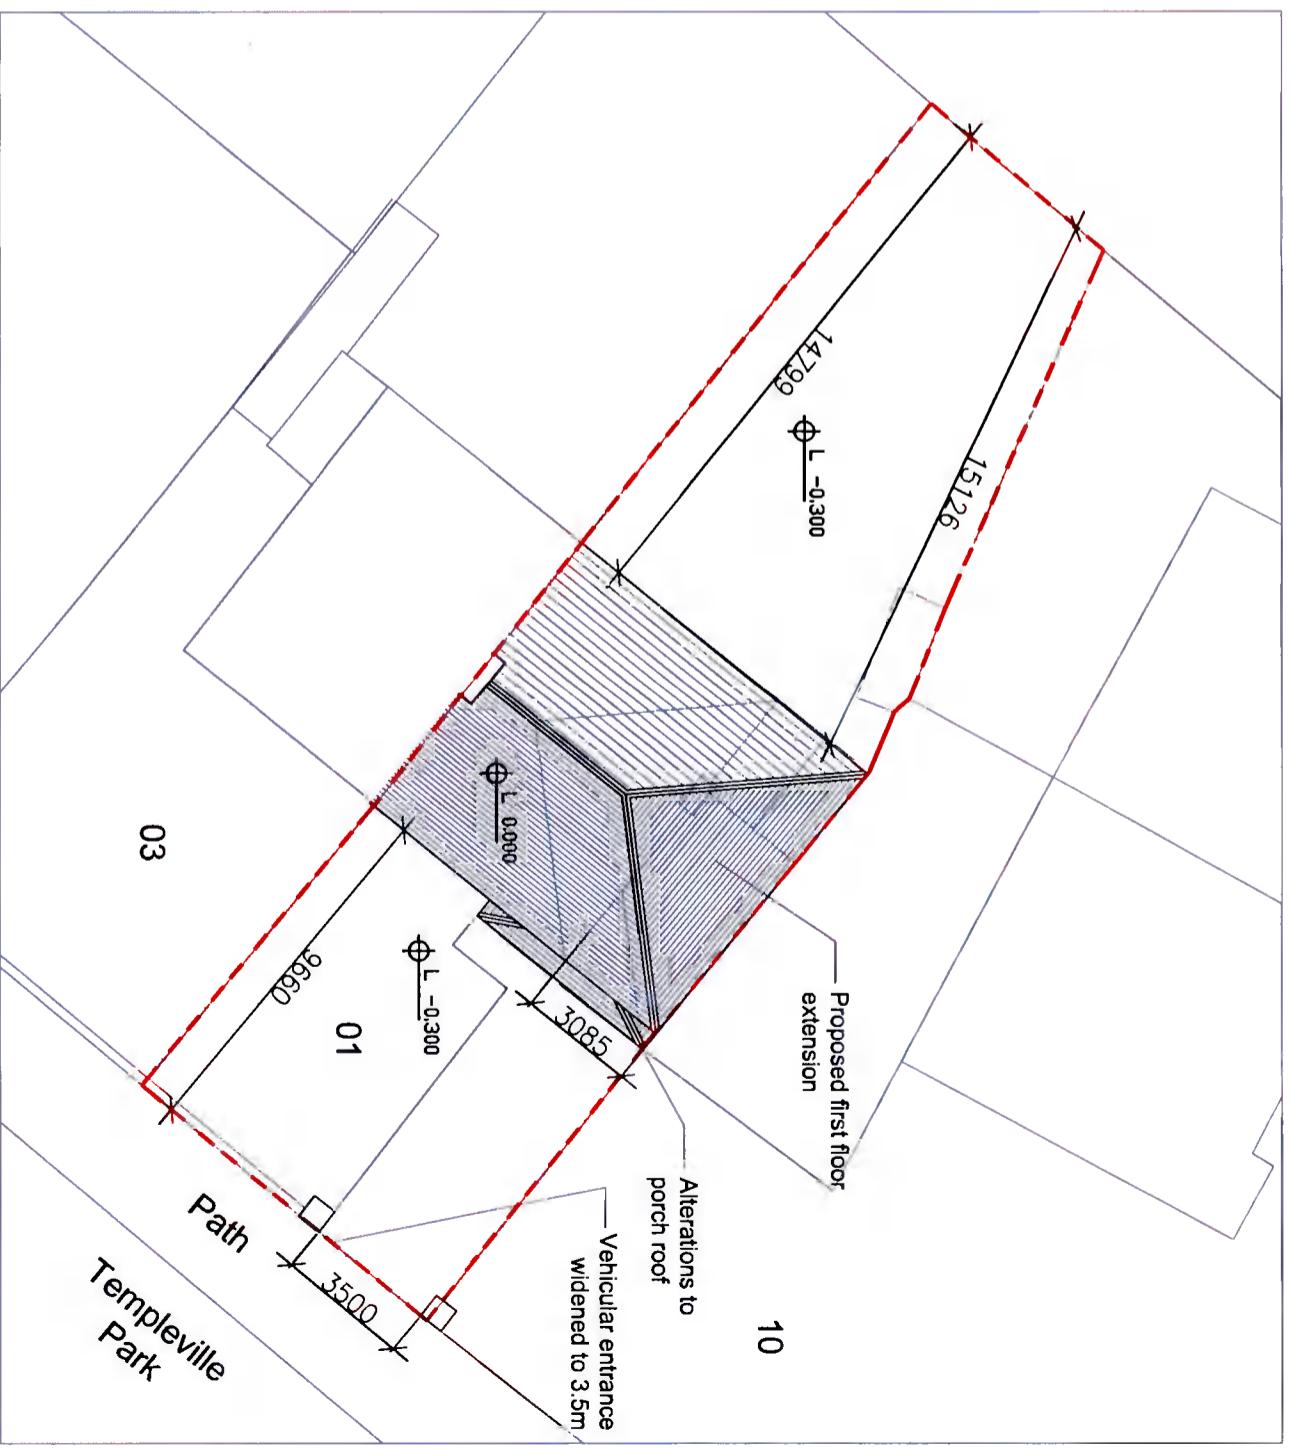 14799
15126
L -0.300
L 0.000
L -0.300
9660
3085
3500
03
01
10
Proposed first floor
extension
Alterations to
porch roof
Vehicular entrance
widened to 3.5m
Path
Templeville
Park